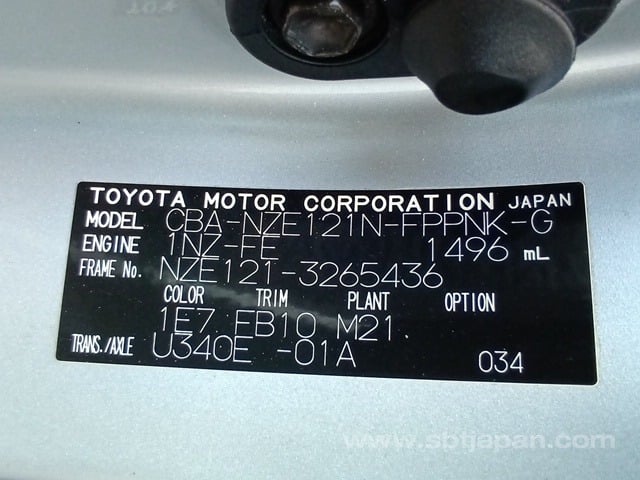 TOYOTA MOTOR CORPORATION JAPAN
MODEL CBA-NZE121N-FPPNK-G
ENGINE 1NZ-FE 1496 mL
FRAME No. NZE121-3265436
COLOR TRIM PLANT OPTION
1E7 FB10 M21
TRANS./AXLE U340E -01A 034
www.sbtjapan.com